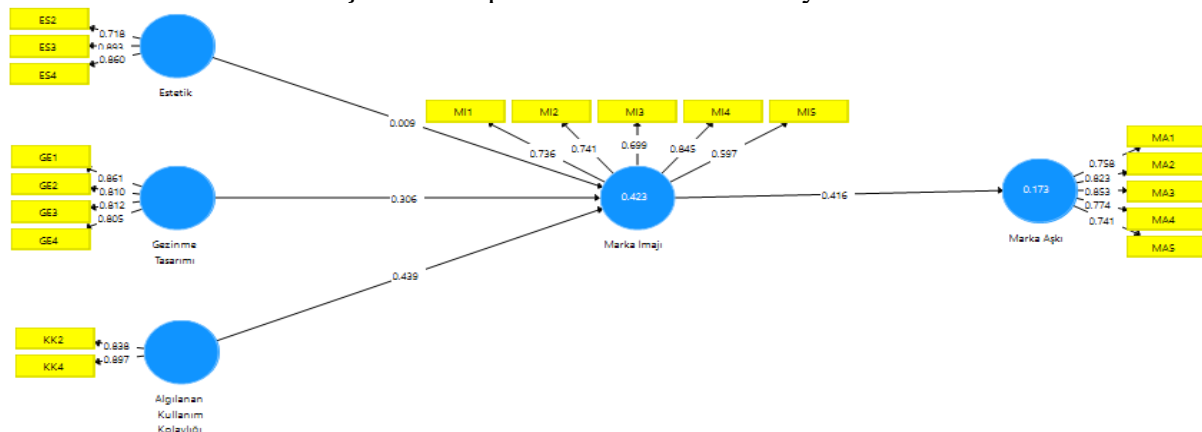 ES2
0.718
ES3
0.893
ES4
0.860
Estetik
0.009
MI1
MI2
MI3
MI4
MI5
0.736
0.741
0.699
0.845
0.597
GE1
0.861
GE2
0.810
GE3
0.812
GE4
0.805
Gezinme
Tasarımı
0.306
0.423
Marka İmajı
0.416
0.173
Marka Aşkı
MA1
0.758
MA2
0.823
MA3
0.853
MA4
0.774
MA5
0.741
0.439
KK2
0.838
KK4
0.897
Algılanan
Kullanım
Kolaylığı